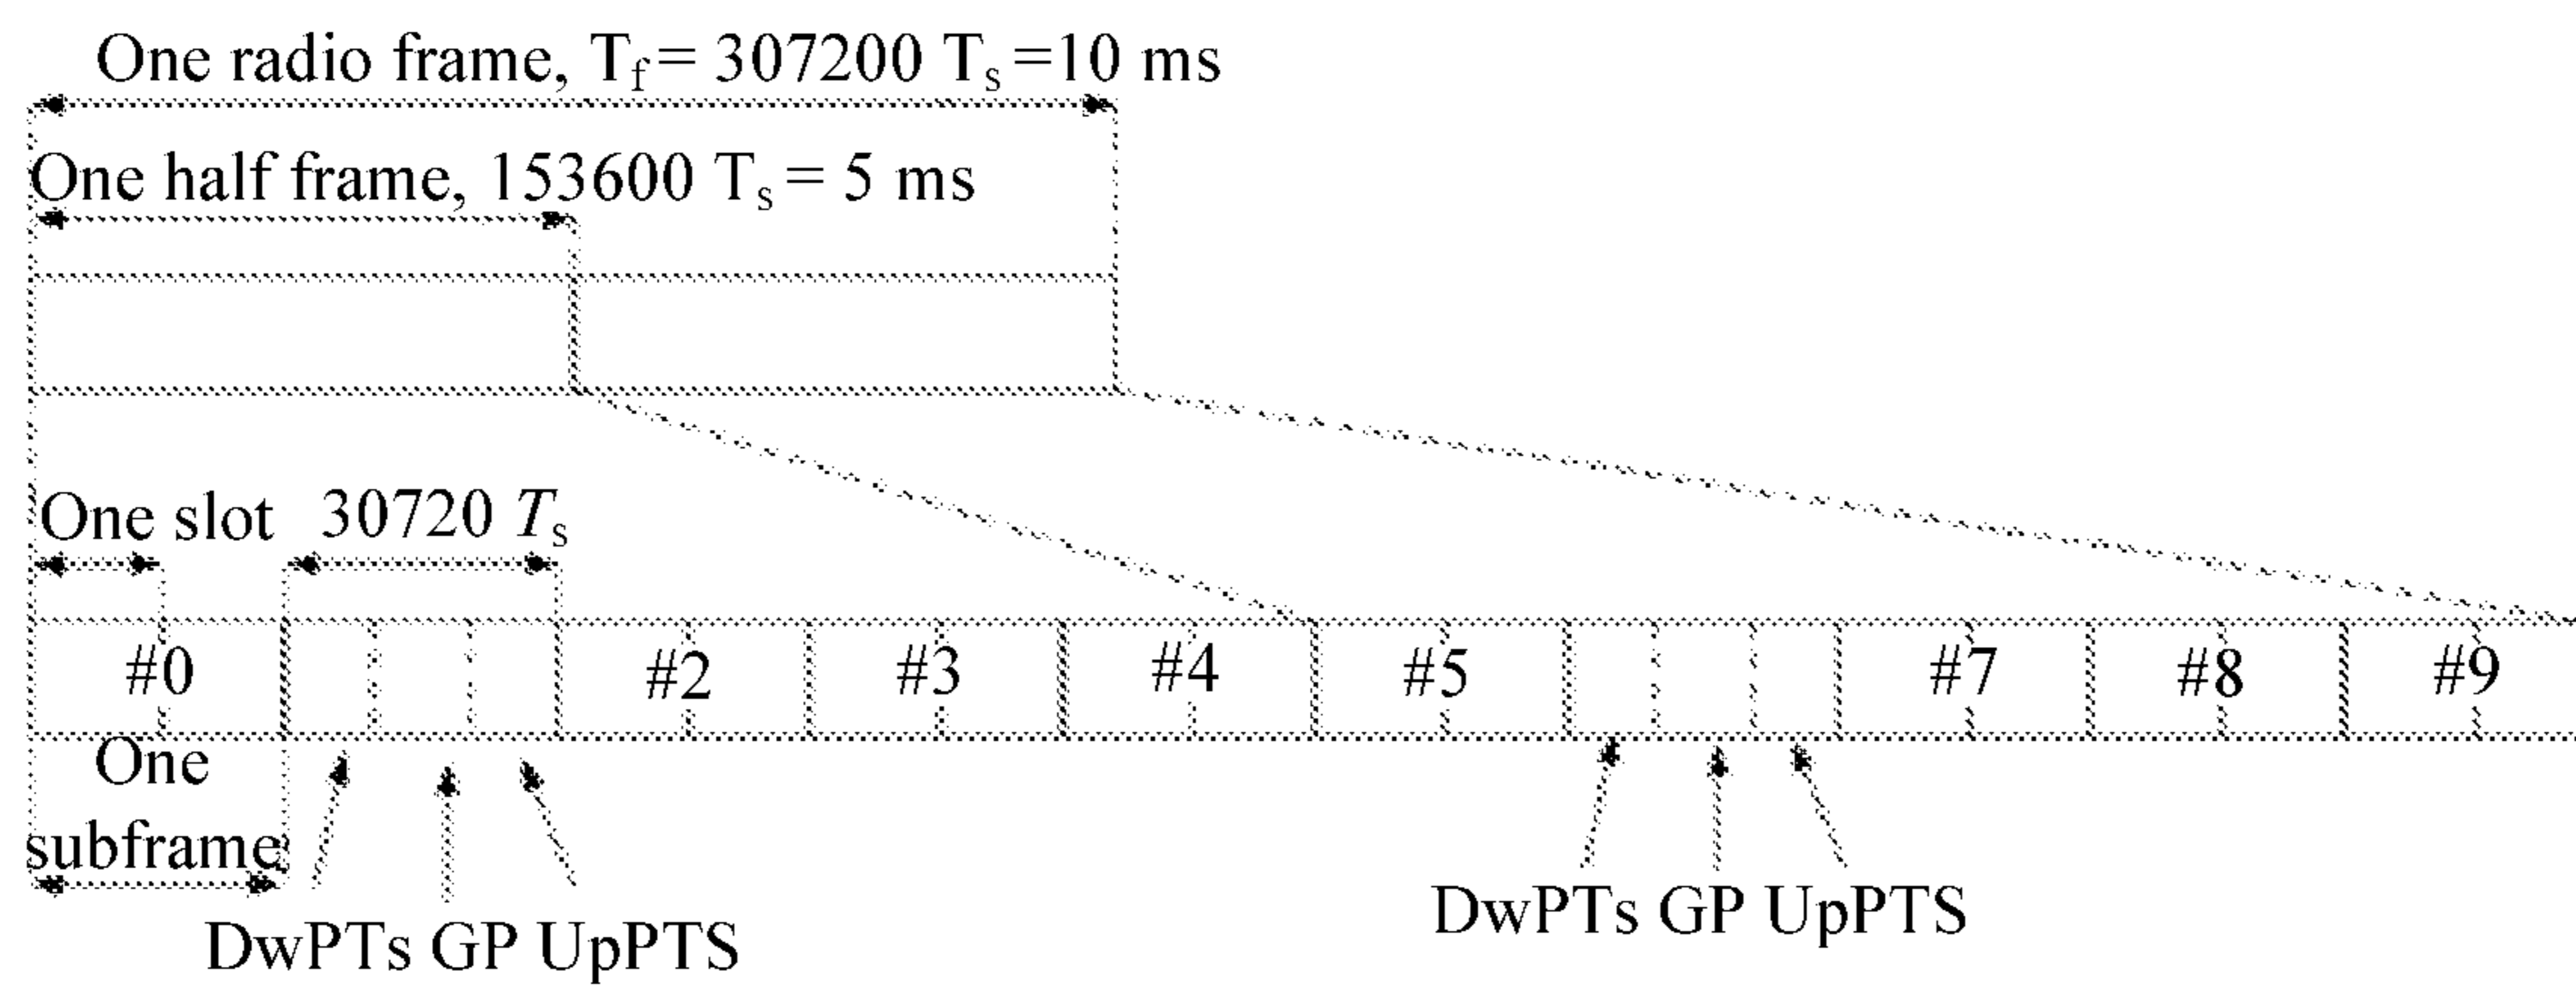 One radio frame, Tf = 307200 Ts =10 ms
One half frame, 153600 Ts = 5 ms
One slot 30720 Ts
#0 #2 #3 #4 #5 #7 #8 #9
One
subframe
DwPTs GP UpPTS
DwPTs GP UpPTS